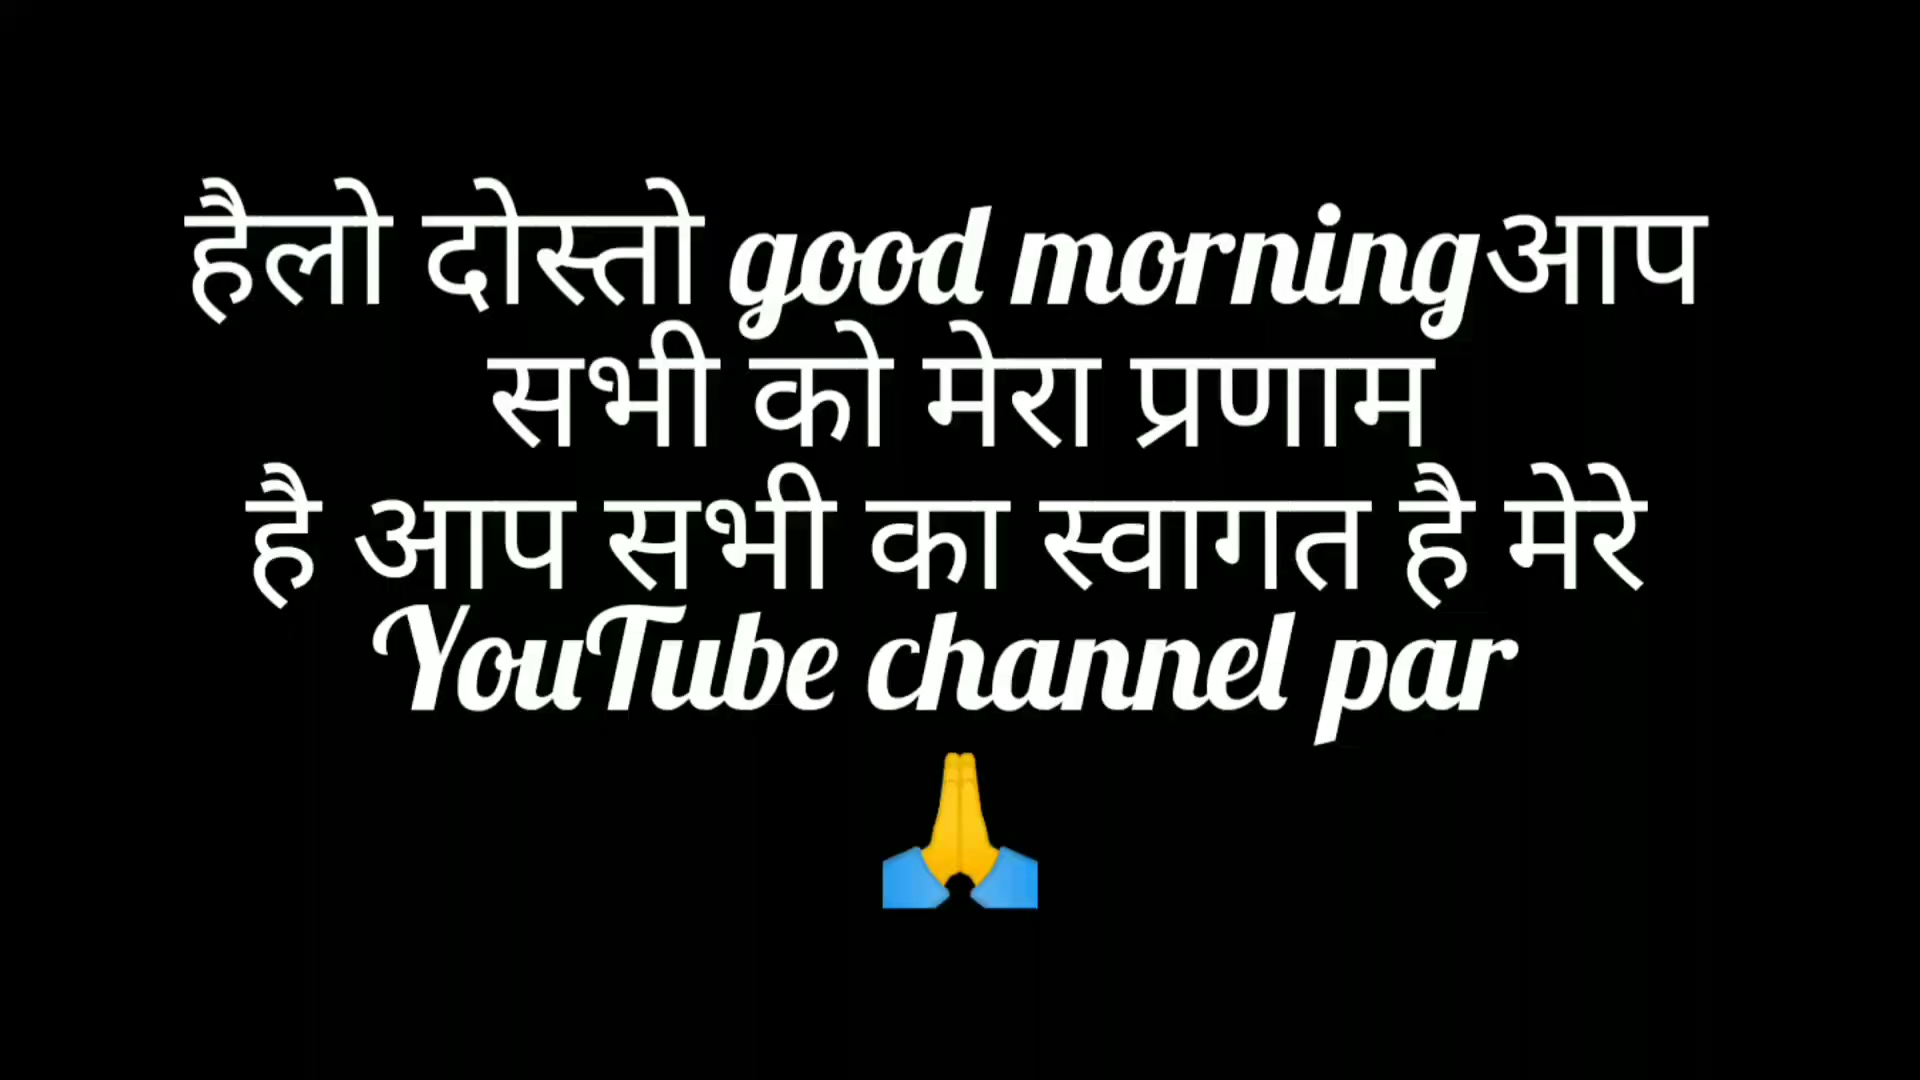 हैलो दोस्तो good morningआप
सभी को मेरा प्रणाम
है आप सभी का स्वागत है मेरे
YouTube channel par
🙏